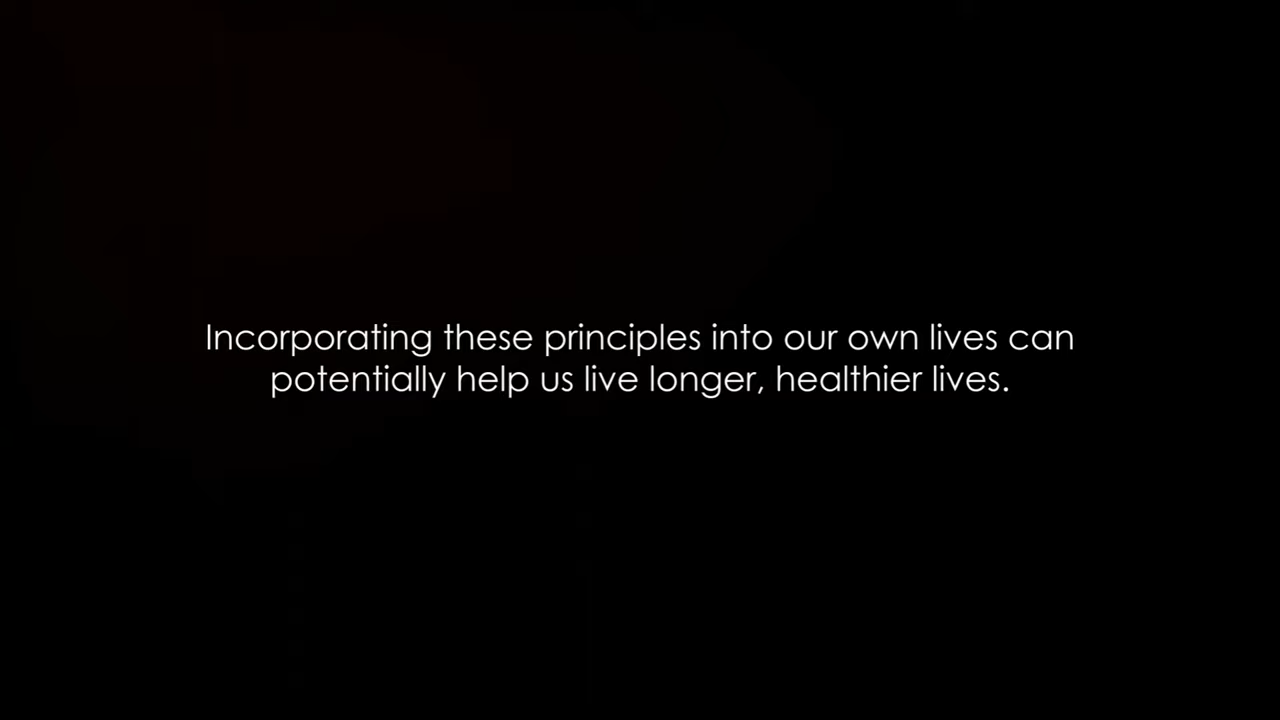 Incorporating these principles into our own lives can
potentially help us live longer, healthier lives.